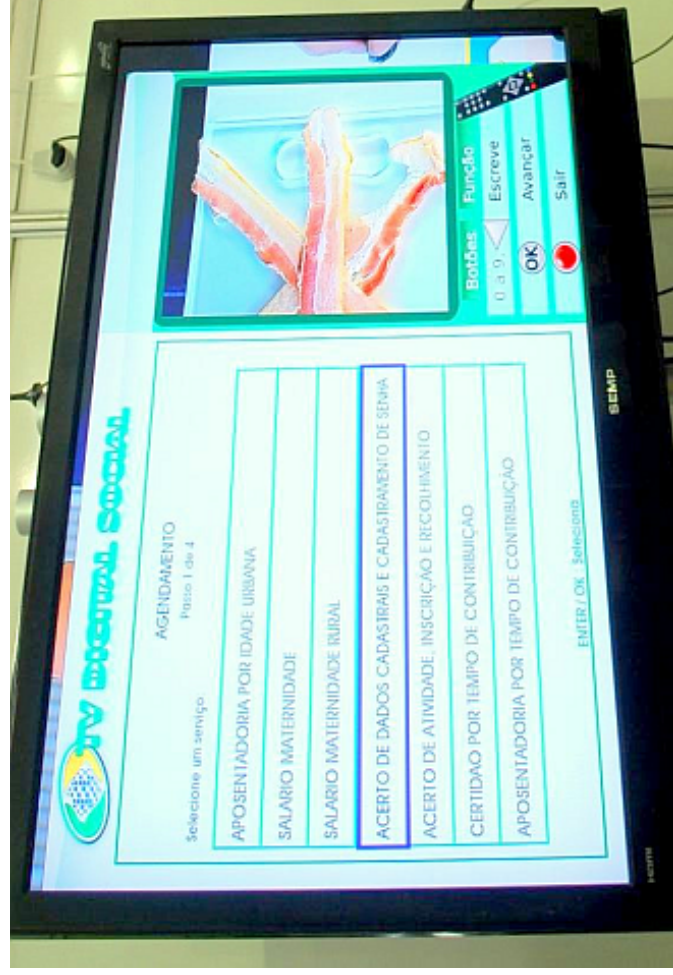 TV DIGITAL SOCIAL
AGENDAMENTO
Passo 1 de 4
Selecione um serviço
APOSENTADORIA POR IDADE URBANA
SALARIO MATERNIDADE
SALARIO MATERNIDADE RURAL
ACERTO DE DADOS CADASTRAIS E CADASTRAMENTO DE SENHA
ACERTO DE ATIVIDADE, INSCRIÇÃO E RECOLHIMENTO
CERTIDAO POR TEMPO DE CONTRIBUIÇÃO
APOSENTADORIA POR TEMPO DE CONTRIBUIÇÃO
ENTER / OK Seleciona
Botões Função
0 a 9. Escreve
OK Avançar
Sair
SEMP